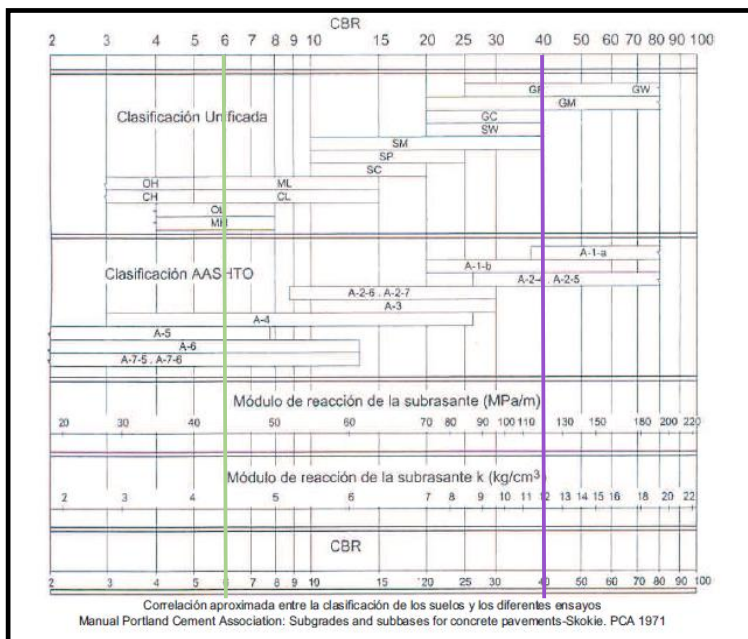 CBR
2 3 4 5 6 7 8 9 10 15 20 25 30 40 50 60 70 80 90 100
GP GW
Clasificación Unificada GM
GC
SW
SM
SP
SC
OH ML
CH CL
OL
MH
A-1-a
Clasificación AASHTO A-1-b
A-2-4 . A-2-5
A-2-6 . A-2-7
A-3
A-4
A-5
A-6
A-7-5 . A-7-6
Módulo de reacción de la subrasante (MPa/m)
20 30 40 50 60 70 80 90 100 110 130 150 180 200 220
Módulo de reacción de la subrasante k (kg/cm³)
2 3 4 5 6 7 8 9 10 11 12 13 14 15 16 18 20 22
CBR
2 3 4 5 6 7 8 9 10 15 20 25 30 40 50 60 70 80 90 100
Correlación aproximada entre la clasificación de los suelos y los diferentes ensayos
Manual Portland Cement Association: Subgrades and subbases for concrete pavements-Skokie. PCA 1971